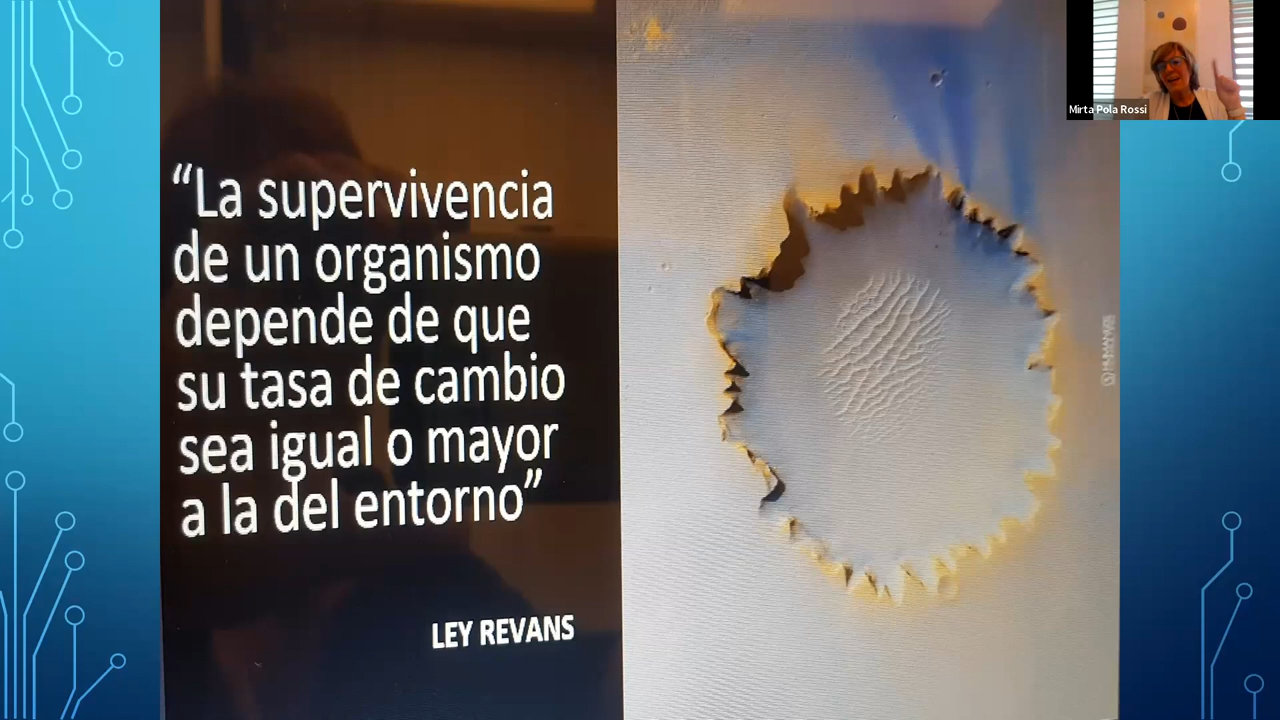 “La supervivencia
de un organismo
depende de que
su tasa de cambio
sea igual o mayor
a la del entorno”
LEY REVANS
Mirta Pola Rossi